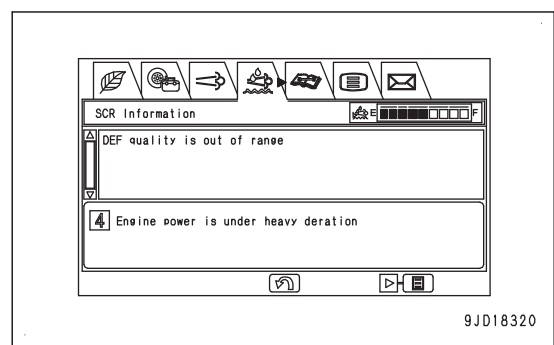 SCR Information
E F
DEF quality is out of range
4 Engine power is under heavy deration
9JD18320